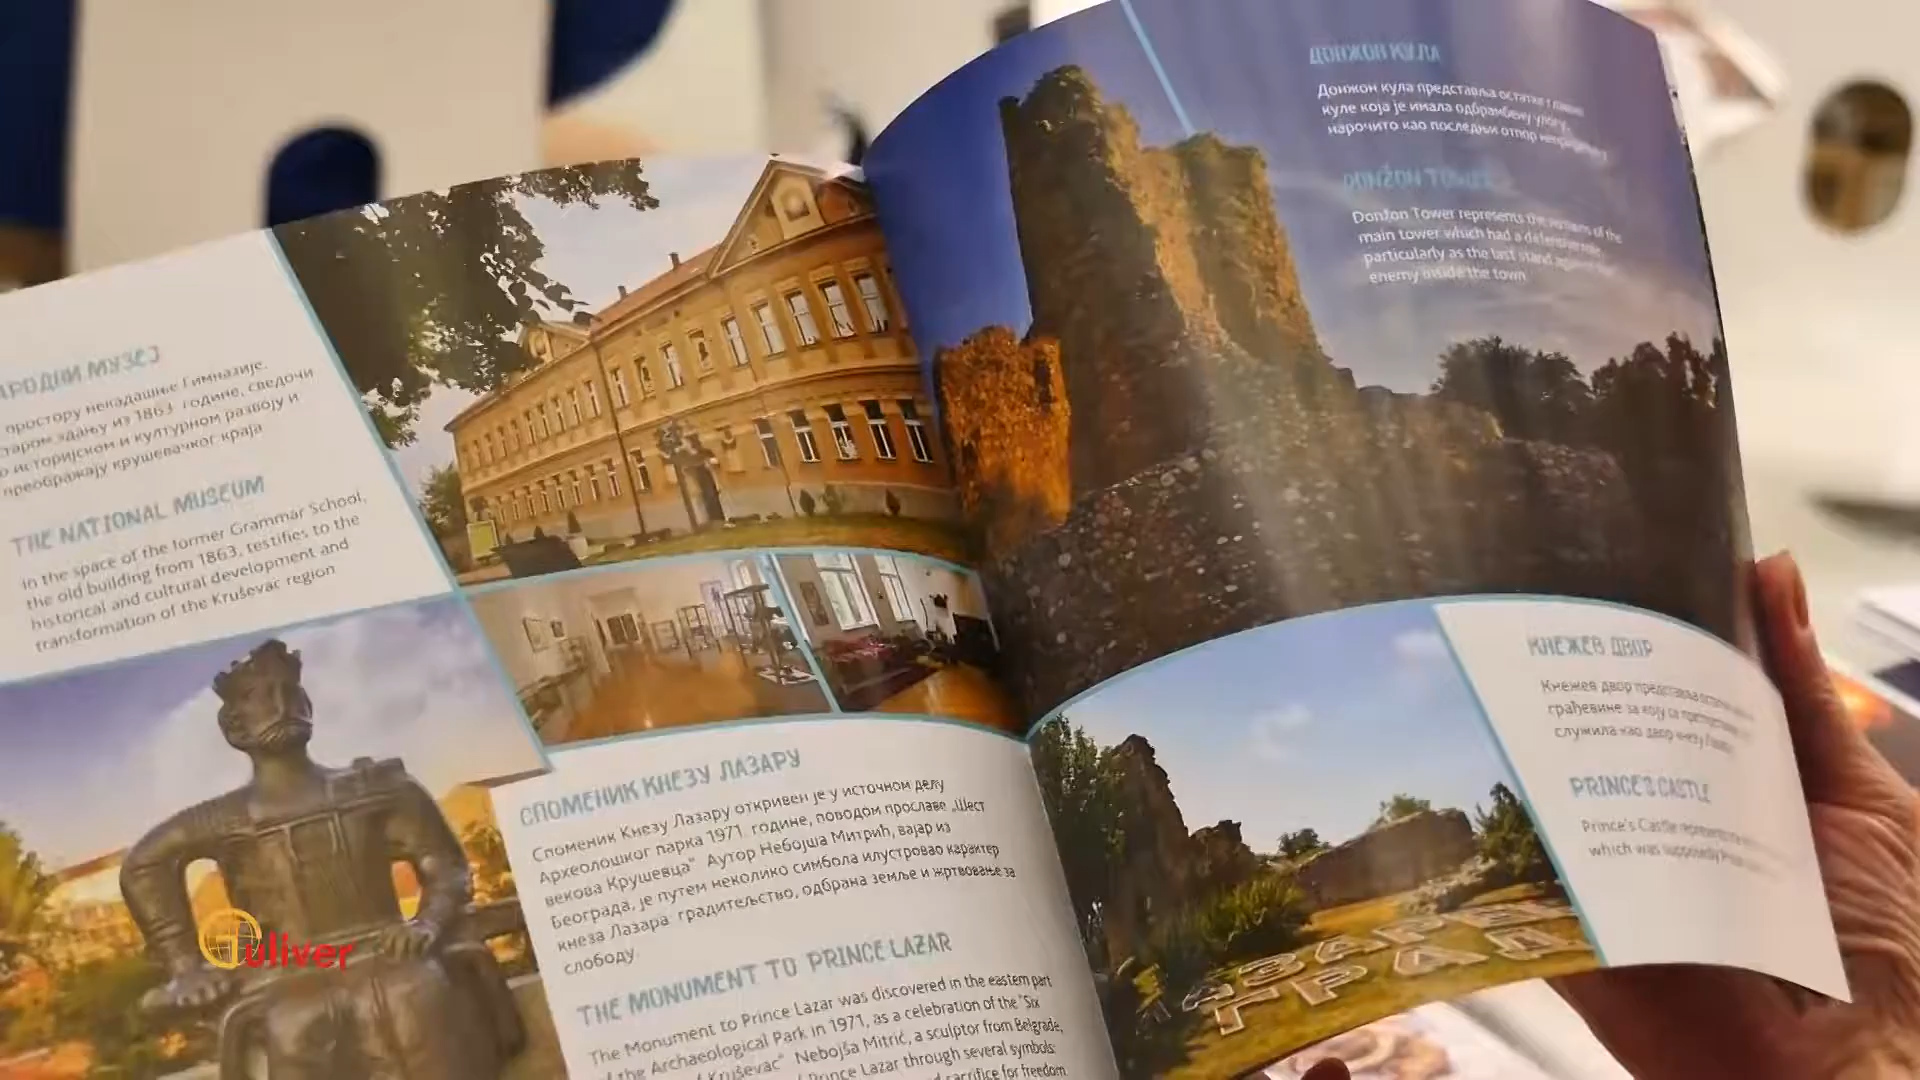 АРОДНИ МУЗЕЈ
простору некадашње Гимназије,
таром здању из 1863. године, сведочи
о историјском и културном развоју и
преображају крушевачког краја
THE NATIONAL MUSEUM
In the space of the former Grammar School,
the old building from 1863, testifies to the
historical and cultural development and
transformation of the Kruševac region
СПОМЕНИК КНЕЗУ ЛАЗАРУ
Споменик Кнезу Лазару откривен је у источном делу
Археолошког парка 1971. године, поводом прославе „Шест
векова Крушевца“. Аутор Небојша Митрић, вајар из
Београда, је путем неколико симбола илустровао карактер
кнеза Лазара: градитељство, одбрана земље и жртвовање за
слободу.
THE MONUMENT TO PRINCE LAZAR
The Monument to Prince Lazar was discovered in the eastern part
of the Archaeological Park in 1971, as a celebration of the "Six
Kruševac" Nebojša Mitrić, a sculptor from Belgrade,
Prince Lazar through several symbols:
sacrifice for freedom
ДОНЖОН КУЛА
Донжон кула представља остатке главне
куле која је имала одбрамбену улогу,
нарочито као последњи отпор
DONŽON TOWER
Donžon Tower represents the remains of the
main tower which had a defensive
particularly as the last stand against
enemy inside the town
КНЕЖЕВ ДВОР
Кнежев двор представља
грађевине за коју се
служила као двор кнезу
PRINCE'S CASTLE
Prince's Castle represents
which was supposedly
ЛАЗАРЕВ
ГРАД
Guliver